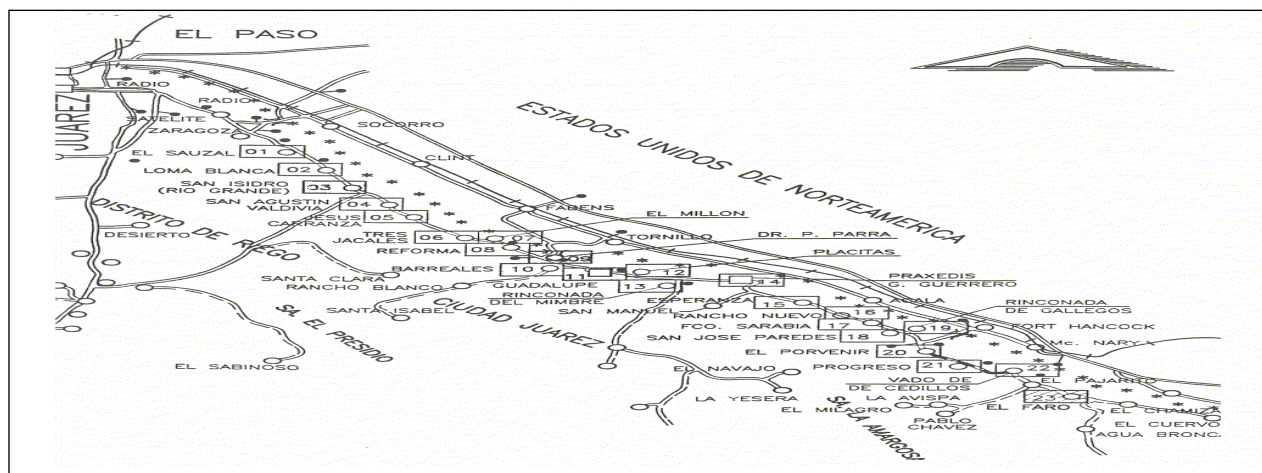 EL PASO
RADIO
RADIO
JUAREZ
SATELITE
ZARAGOZA
SOCORRO
ESTADOS UNIDOS DE NORTEAMERICA
EL SAUZAL 01
CLINT
LOMA BLANCA 02
SAN ISIDRO 03
(RIO GRANDE)
SAN AGUSTIN 04
VALDIVIA
DISTRITO DE RIEGO
JESUS 05
CARRANZA
FABENS
EL MILLON
DESIERTO
TRES 06 07
JACALES
TORNILLO
DR. P. PARRA
REFORMA 08 09
PLACITAS
BARREALES 10 11 12
SANTA CLARA
RANCHO BLANCO
GUADALUPE 13
14
PRAXEDIS
G. GUERRERO
RINCONADA
DEL MIMBRE
ESPERANZA 15
ACALA
RINCONADA
DE GALLEGOS
SANTA ISABEL
CIUDAD JUAREZ
SAN MANUEL
RANCHO NUEVO 16
FCO. SARABIA 17
19
FORT HANCOCK
SA. EL PRESIDIO
SAN JOSE PAREDES 18
Mc. NARY
EL PORVENIR 20
EL SABINOSO
EL NAVAJO
PROGRESO 21 22
VADO DE
DE CEDILLOS
EL PAJARITO
LA YESERA
LA AVISPA
23
EL MILAGRO
EL FARO
EL CHAMIZA
SA. LA AMARGOSA
PABLO
CHAVEZ
EL CUERVO
AGUA BRONCA